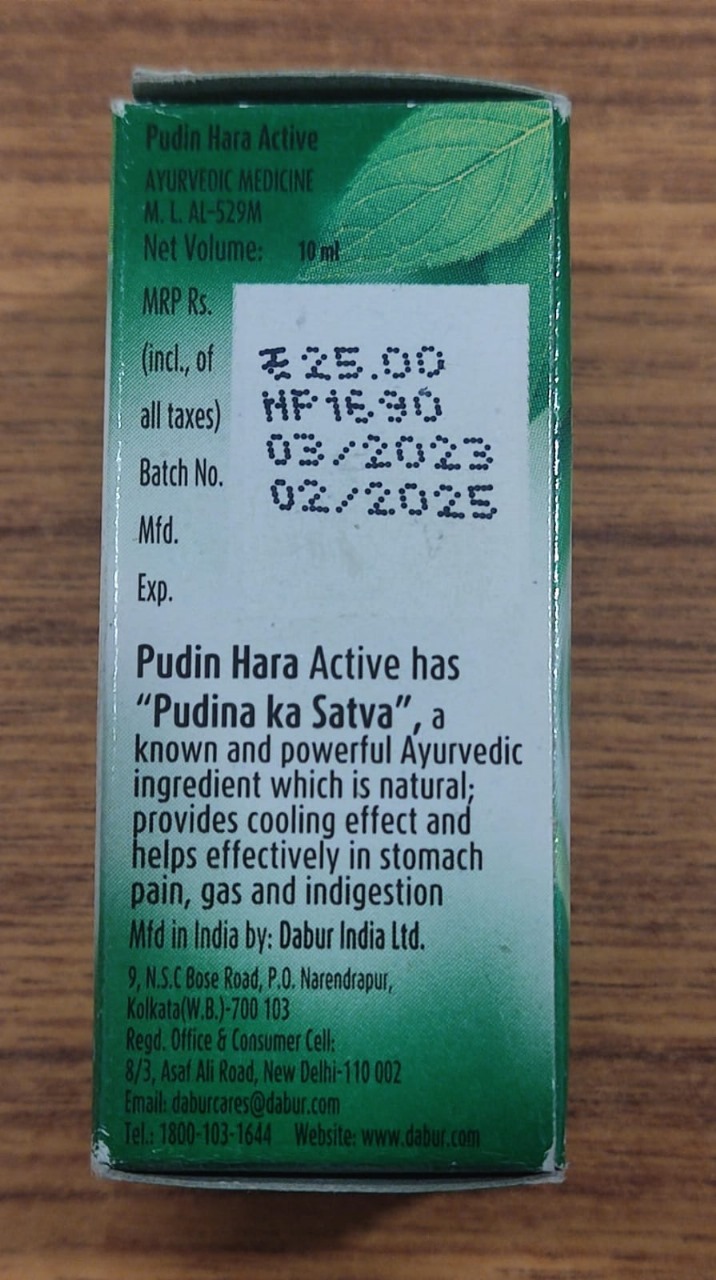 Pudin Hara Active
AYURVEDIC MEDICINE
M. L. AL-529M
Net Volume: 10 ml
MRP Rs.
(incl., of
all taxes)
Batch No.
Mfd.
Exp.
₹25.00
NP1690
03/2023
02/2025
Pudin Hara Active has
“Pudina ka Satva”, a
known and powerful Ayurvedic
ingredient which is natural;
provides cooling effect and
helps effectively in stomach
pain, gas and indigestion
Mfd in India by: Dabur India Ltd.
9, N.S.C Bose Road, P.O. Narendrapur,
Kolkata(W.B.)-700 103
Regd. Office & Consumer Cell:
8/3, Asaf Ali Road, New Delhi-110 002
Email: daburcares@dabur.com
Tel.: 1800-103-1644 Website: www.dabur.com